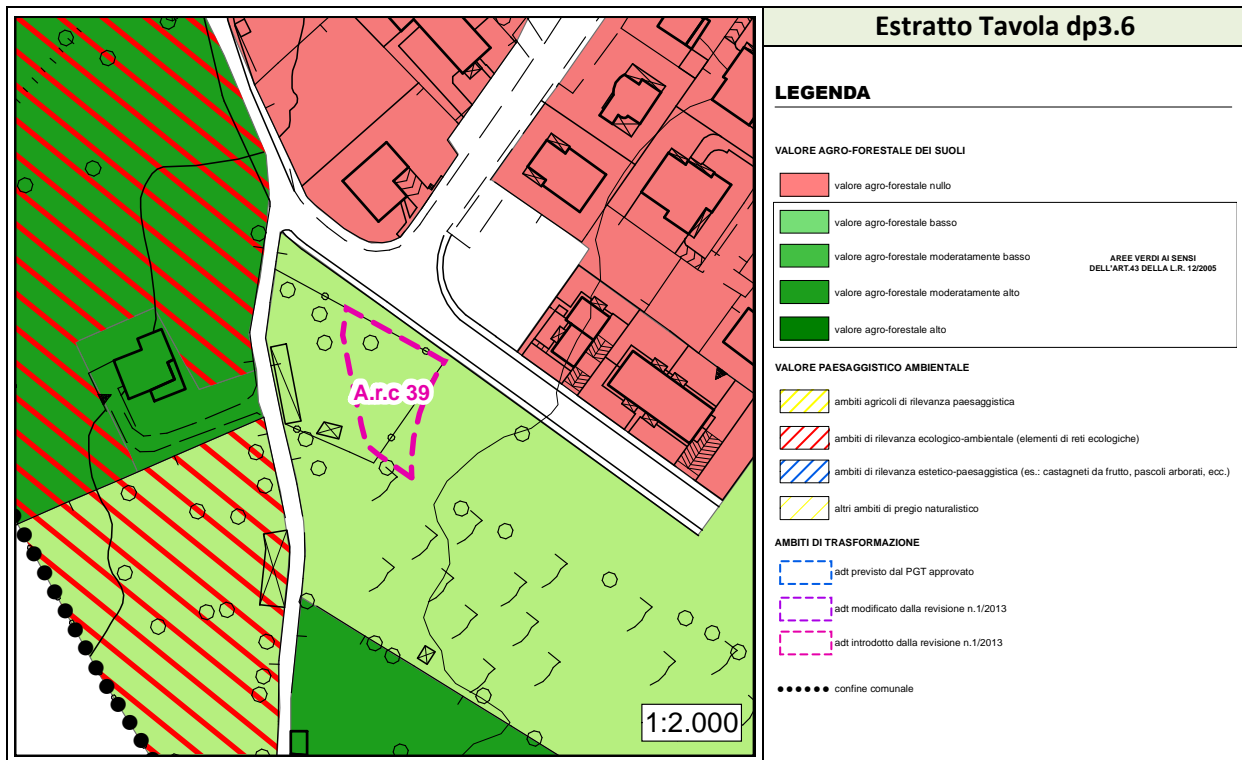 Estratto Tavola dp3.6
LEGENDA
VALORE AGRO-FORESTALE DEI SUOLI
valore agro-forestale nullo
valore agro-forestale basso
valore agro-forestale moderatamente basso
AREE VERDI AI SENSI
DELL'ART.43 DELLA L.R. 12/2005
valore agro-forestale moderatamente alto
valore agro-forestale alto
VALORE PAESAGGISTICO AMBIENTALE
ambiti agricoli di rilevanza paesaggistica
ambiti di rilevanza ecologico-ambientale (elementi di reti ecologiche)
ambiti di rilevanza estetico-paesaggistica (es.: castagneti da frutto, pascoli arborati, ecc.)
altri ambiti di pregio naturalistico
AMBITI DI TRASFORMAZIONE
adt previsto dal PGT approvato
adt modificato dalla revisione n.1/2013
adt introdotto dalla revisione n.1/2013
confine comunale
A.r.c 39
1:2.000